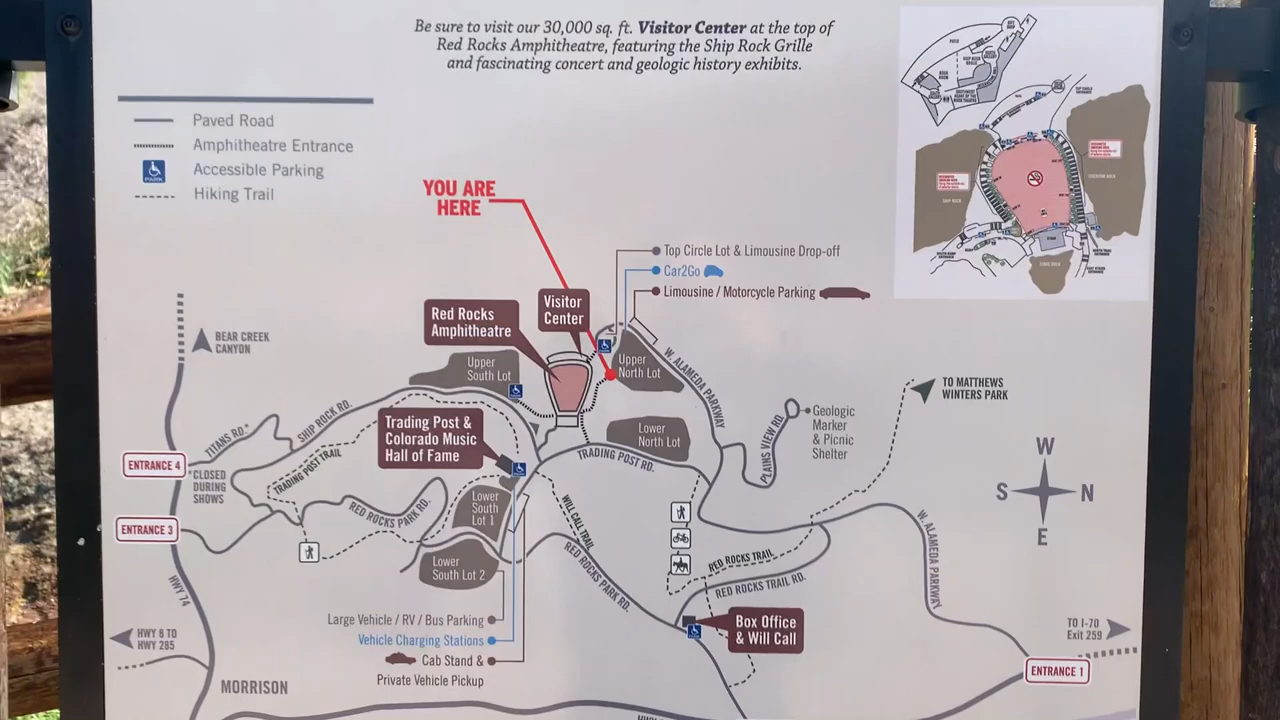 Be sure to visit our 30,000 sq. ft. Visitor Center at the top of
Red Rocks Amphitheatre, featuring the Ship Rock Grille
and fascinating concert and geologic history exhibits.
Paved Road
Amphitheatre Entrance
PARK
Accessible Parking
Hiking Trail
YOU ARE
HERE
Top Circle Lot & Limousine Drop-off
Car2Go
Limousine / Motorcycle Parking
Visitor
Center
Red Rocks
Amphitheatre
BEAR CREEK
CANYON
Upper
South Lot
Upper
North Lot
W. ALAMEDA PARKWAY
TO MATTHEWS
WINTERS PARK
SHIP ROCK RD.
TITANS RD.*
Trading Post &
Colorado Music
Hall of Fame
Lower
North Lot
PLAINS VIEW RD.
Geologic
Marker
& Picnic
Shelter
ENTRANCE 4
*CLOSED
DURING
SHOWS
TRADING POST TRAIL
TRADING POST RD.
W
S
N
E
ENTRANCE 3
RED ROCKS PARK RD.
Lower
South
Lot 1
WILL CALL TRAIL
W. ALAMEDA PARKWAY
Lower
South Lot 2
RED ROCKS PARK RD.
RED ROCKS TRAIL
RED ROCKS TRAIL RD.
HWY 74
Large Vehicle / RV / Bus Parking
Vehicle Charging Stations
Cab Stand &
Private Vehicle Pickup
Box Office
& Will Call
HWY 8 TO
HWY 285
TO I-70
Exit 259
ENTRANCE 1
MORRISON
SHIP ROCK
STAGE